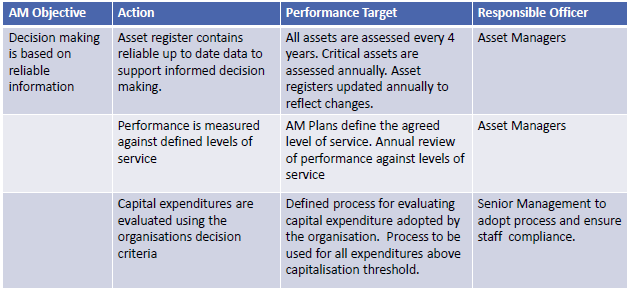 AM Objective Action Performance Target Responsible Officer
Decision making Asset register contains All assets are assessed every 4 Asset Managers
is based on reliable up to date data to years. Critical assets are
reliable support informed decision assessed annually. Asset
information making. registers updated annually to
reflect changes.
Performance is measured AM Plans define the agreed Asset Managers
against defined levels of level of service. Annual review
service of performance against levels of
service
Capital expenditures are Defined process for evaluating Senior Management to
evaluated using the capital expenditure adopted by adopt process and ensure
organisations decision the organisation. Process to be staff compliance.
criteria used for all expenditures above
capitalisation threshold.